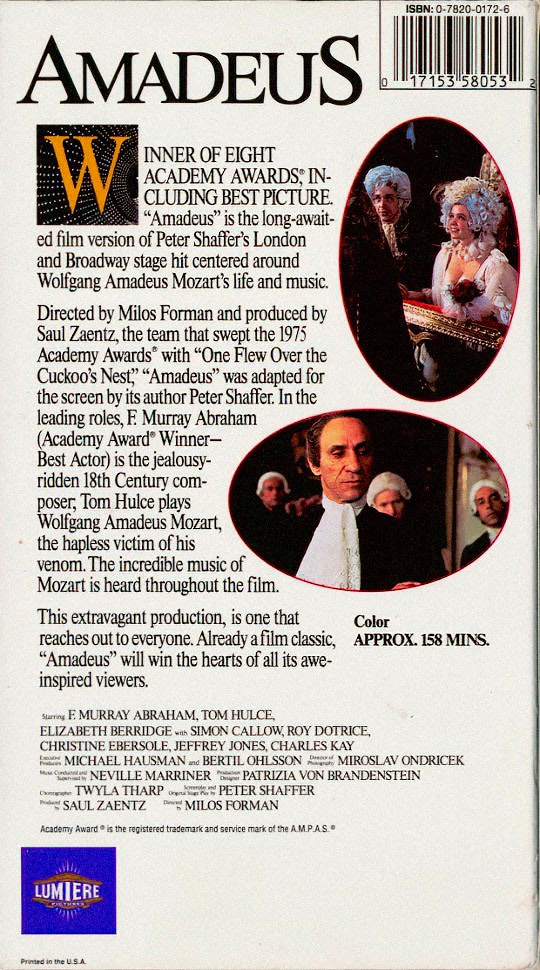 ISBN: 0-7820-0172-6
AMADEUS
0 17153 58053 2
WINNER OF EIGHT
ACADEMY AWARDS,® IN-
CLUDING BEST PICTURE.
“Amadeus” is the long-await-
ed film version of Peter Shaffer’s London
and Broadway stage hit centered around
Wolfgang Amadeus Mozart’s life and music.
Directed by Milos Forman and produced by
Saul Zaentz, the team that swept the 1975
Academy Awards® with “One Flew Over the
Cuckoo’s Nest,” “Amadeus” was adapted for
the screen by its author Peter Shaffer. In the
leading roles, F. Murray Abraham
(Academy Award® Winner—
Best Actor) is the jealousy-
ridden 18th Century com-
poser; Tom Hulce plays
Wolfgang Amadeus Mozart,
the hapless victim of his
venom. The incredible music of
Mozart is heard throughout the film.
This extravagant production, is one that
reaches out to everyone. Already a film classic,
“Amadeus” will win the hearts of all its awe-
inspired viewers.
Color
APPROX. 158 MINS.
Starring F. MURRAY ABRAHAM, TOM HULCE,
ELIZABETH BERRIDGE with SIMON CALLOW, ROY DOTRICE,
CHRISTINE EBERSOLE, JEFFREY JONES, CHARLES KAY
Executive Producers MICHAEL HAUSMAN and BERTIL OHLSSON Director of Photography MIROSLAV ONDRICEK
Music Conducted and Supervised by NEVILLE MARRINER Production Designer PATRIZIA VON BRANDENSTEIN
Choreographer TWYLA THARP Screenplay and Original Stage Play by PETER SHAFFER
Produced by SAUL ZAENTZ Directed by MILOS FORMAN
Academy Award ® is the registered trademark and service mark of the A.M.P.A.S. ®
LUMIERE
PICTURES
Printed in the U.S.A.